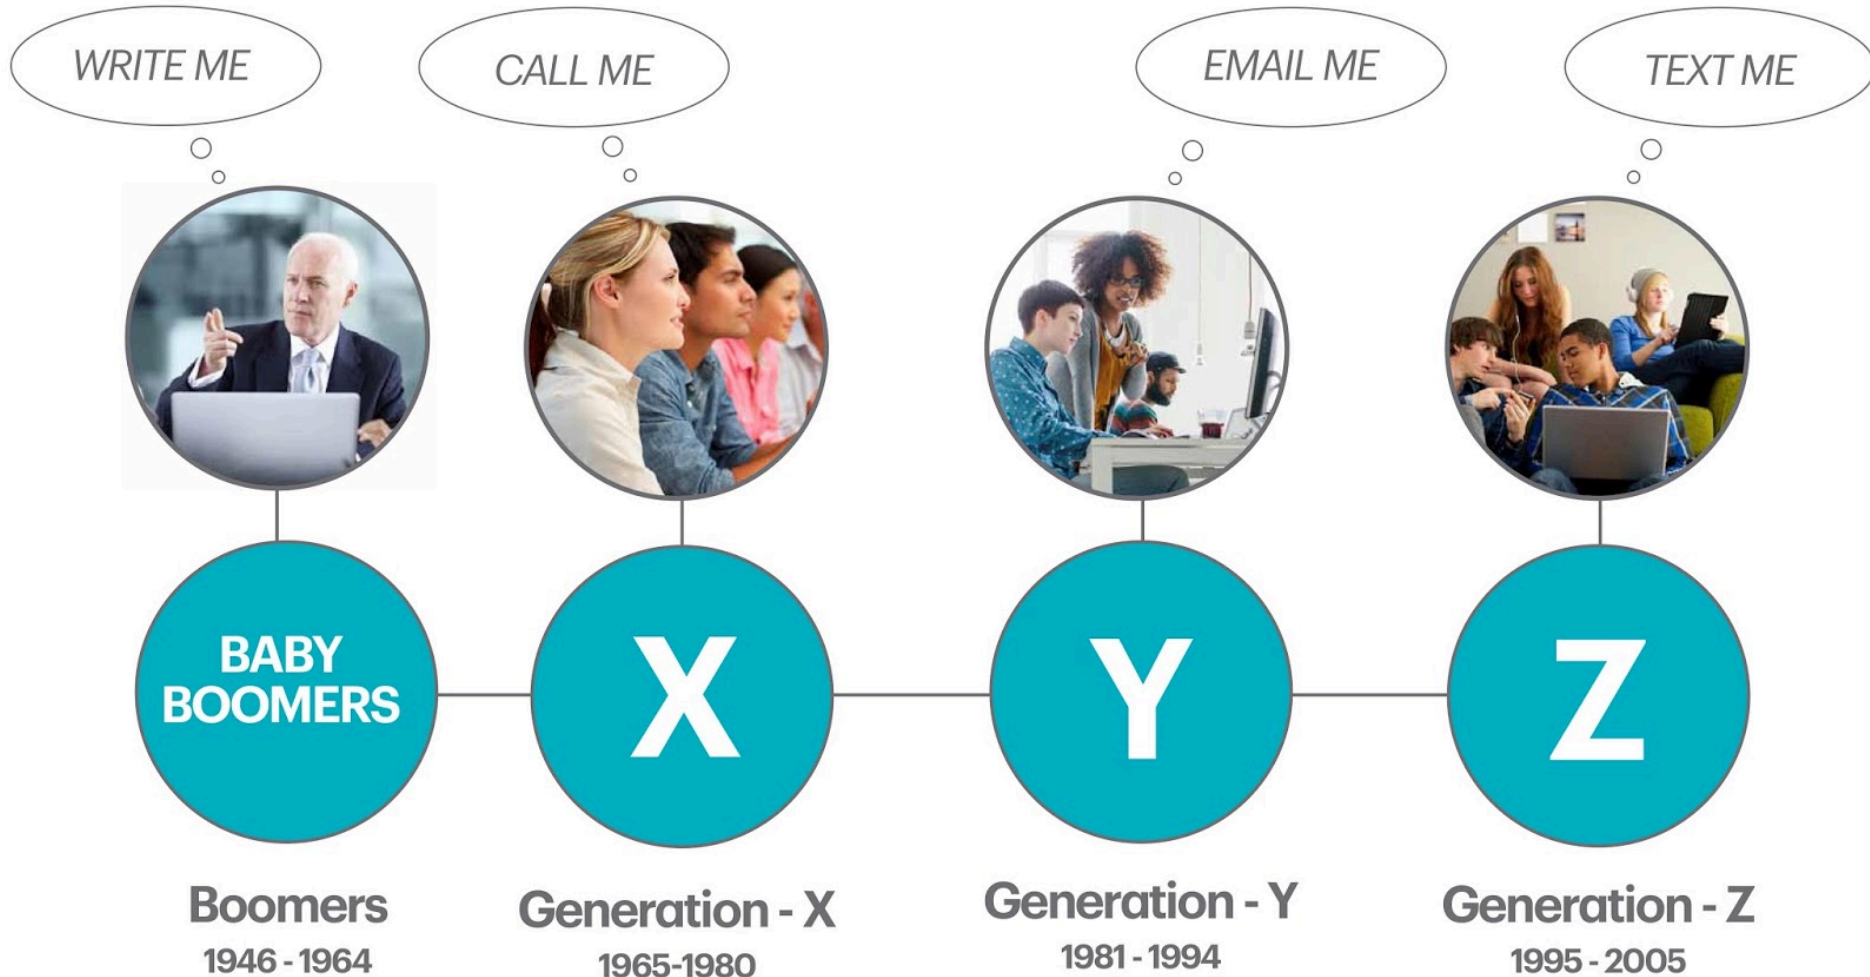 WRITE ME
CALL ME
EMAIL ME
TEXT ME
BABY
BOOMERS
X
Y
Z
Boomers
1946 - 1964
Generation - X
1965-1980
Generation - Y
1981 - 1994
Generation - Z
1995 - 2005